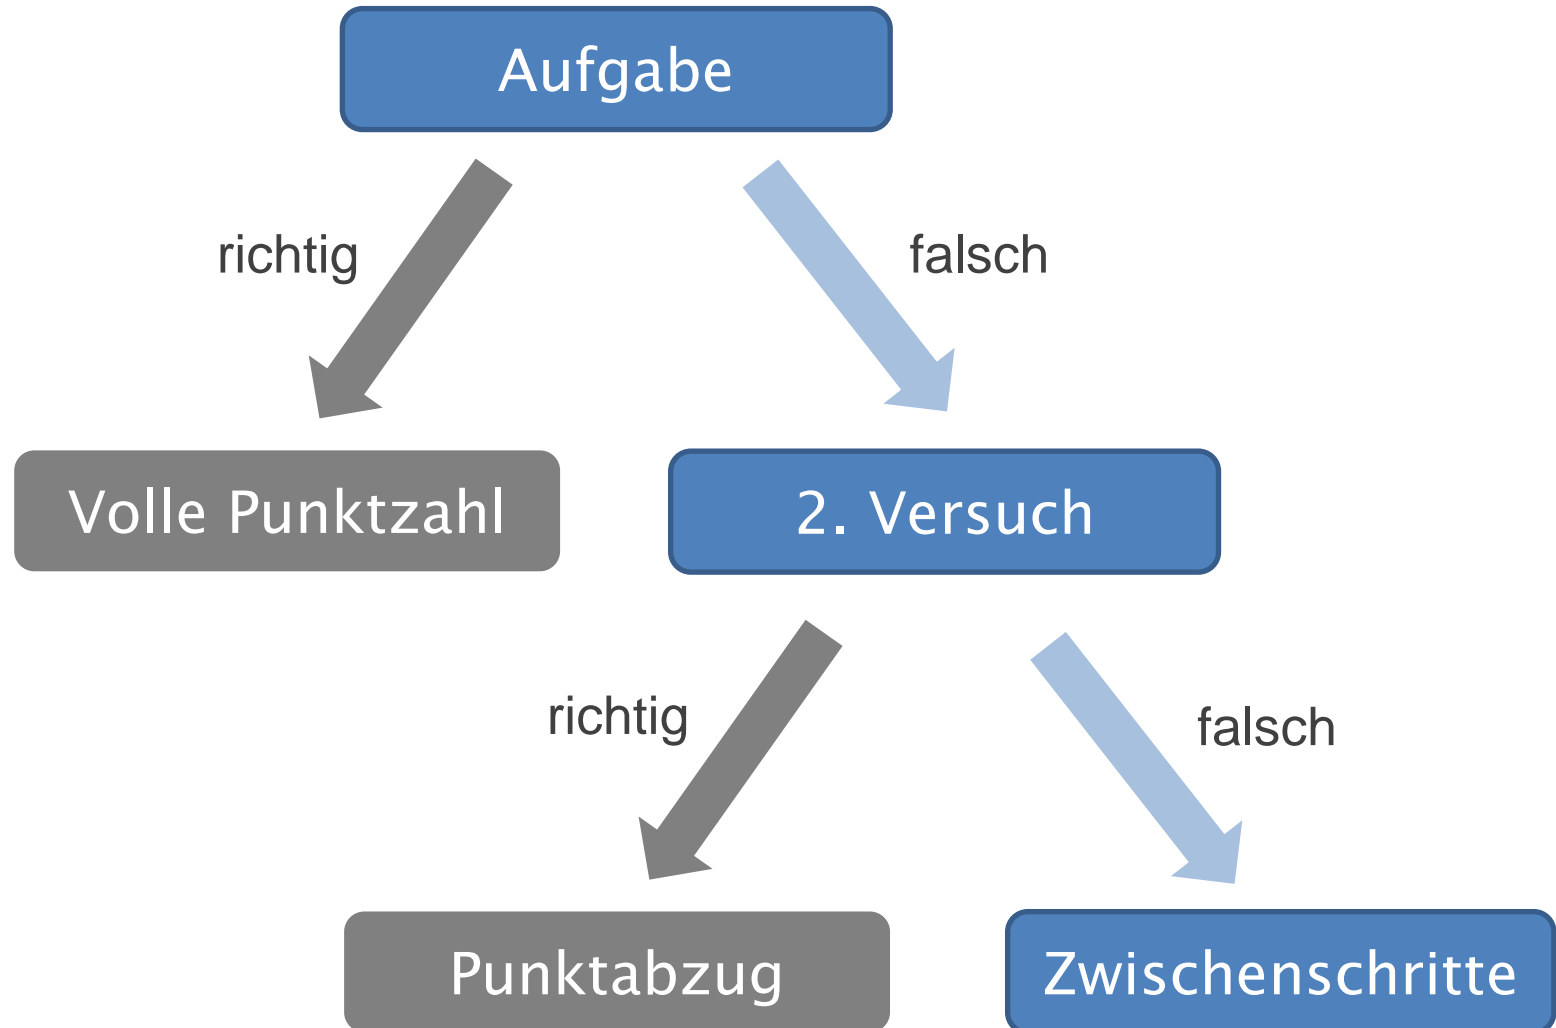 Aufgabe
richtig
falsch
Volle Punktzahl
2. Versuch
richtig
falsch
Punktabzug
Zwischenschritte